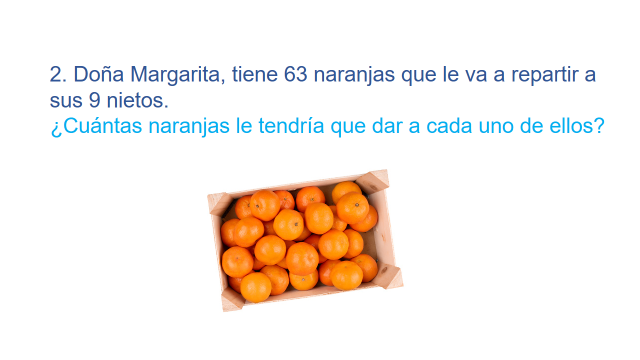 2. Doña Margarita, tiene 63 naranjas que le va a repartir a
sus 9 nietos.
¿Cuántas naranjas le tendría que dar a cada uno de ellos?